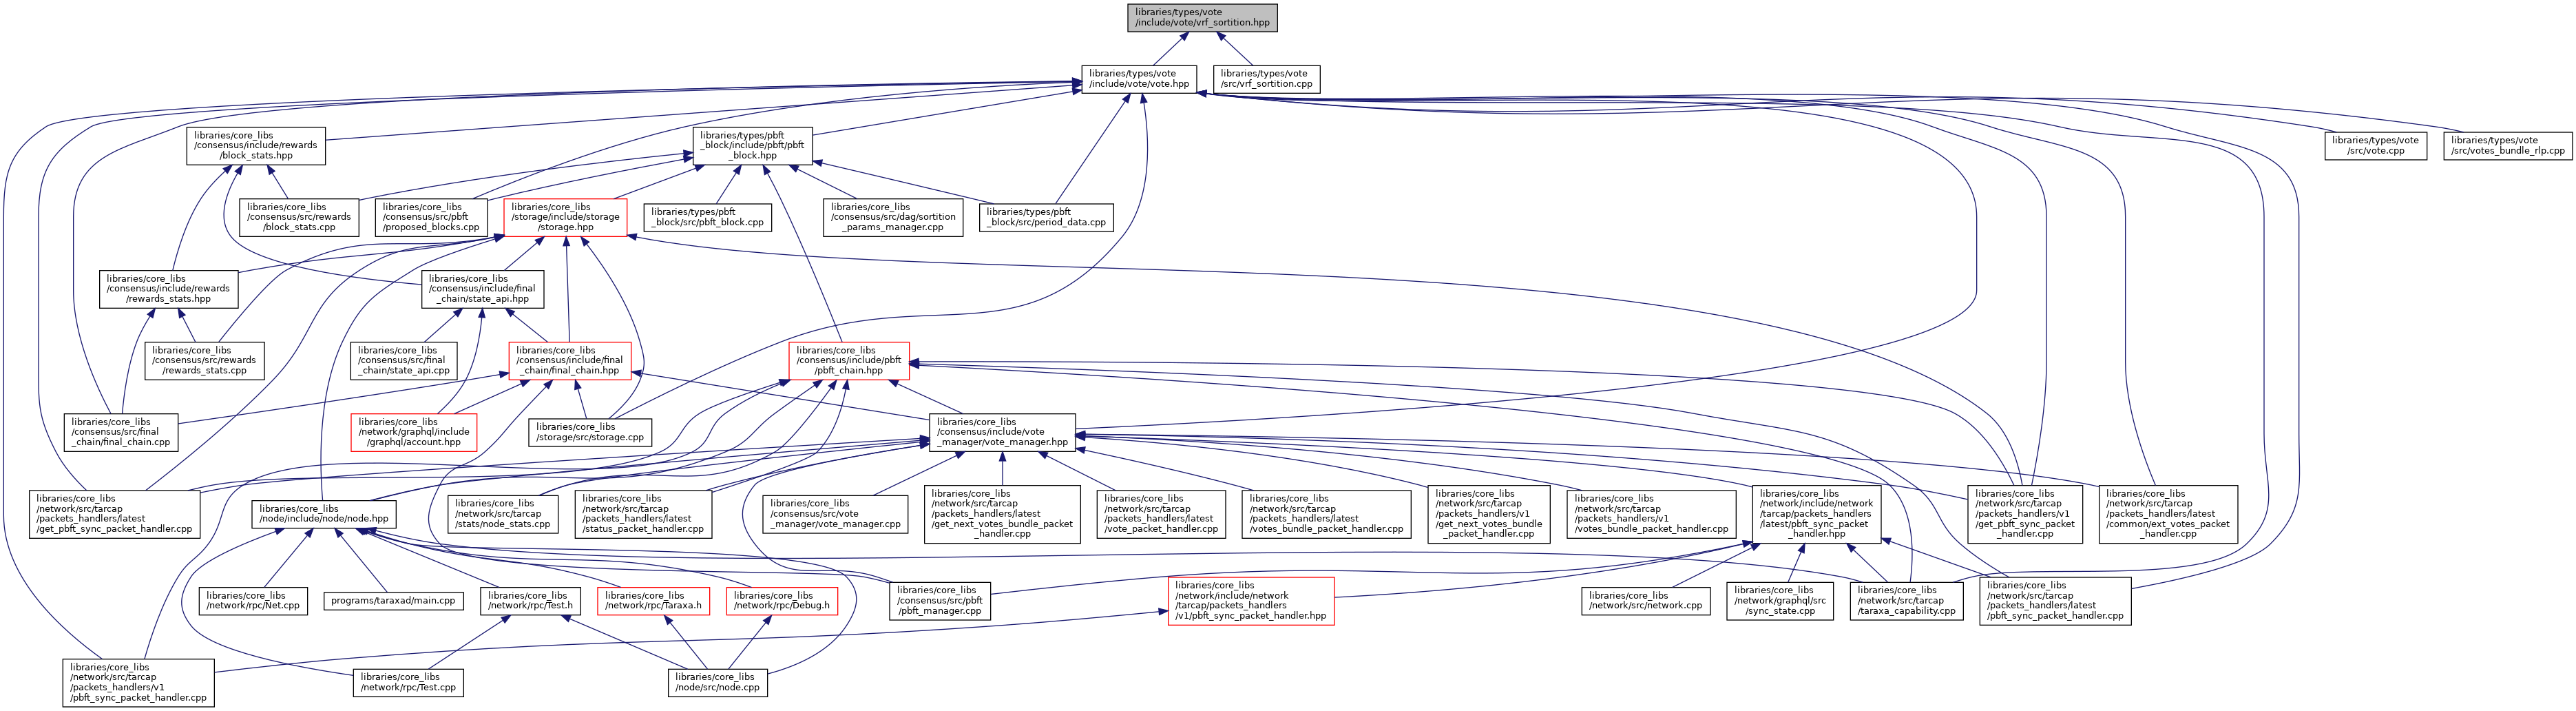 libraries/types/vote
/include/vote/vrf_sortition.hpp
libraries/types/vote
/include/vote/vote.hpp
libraries/types/vote
/src/vrf_sortition.cpp
libraries/core_libs
/consensus/include/rewards
/block_stats.hpp
libraries/types/pbft
_block/include/pbft/pbft
_block.hpp
libraries/types/vote
/src/vote.cpp
libraries/types/vote
/src/votes_bundle_rlp.cpp
libraries/core_libs
/consensus/src/rewards
/block_stats.cpp
libraries/core_libs
/consensus/src/pbft
/proposed_blocks.cpp
libraries/core_libs
/storage/include/storage
/storage.hpp
libraries/types/pbft
_block/src/pbft_block.cpp
libraries/core_libs
/consensus/src/dag/sortition
_params_manager.cpp
libraries/types/pbft
_block/src/period_data.cpp
libraries/core_libs
/consensus/include/rewards
/rewards_stats.hpp
libraries/core_libs
/consensus/include/final
_chain/state_api.hpp
libraries/core_libs
/consensus/src/rewards
/rewards_stats.cpp
libraries/core_libs
/consensus/src/final
_chain/state_api.cpp
libraries/core_libs
/consensus/include/final
_chain/final_chain.hpp
libraries/core_libs
/consensus/include/pbft
/pbft_chain.hpp
libraries/core_libs
/consensus/src/final
_chain/final_chain.cpp
libraries/core_libs
/network/graphql/include
/graphql/account.hpp
libraries/core_libs
/storage/src/storage.cpp
libraries/core_libs
/consensus/include/vote
_manager/vote_manager.hpp
libraries/core_libs
/network/src/tarcap
/packets_handlers/latest
/get_pbft_sync_packet_handler.cpp
libraries/core_libs
/node/include/node/node.hpp
libraries/core_libs
/network/src/tarcap
/stats/node_stats.cpp
libraries/core_libs
/network/src/tarcap
/packets_handlers/latest
/status_packet_handler.cpp
libraries/core_libs
/consensus/src/vote
_manager/vote_manager.cpp
libraries/core_libs
/network/src/tarcap
/packets_handlers/latest
/get_next_votes_bundle_packet
_handler.cpp
libraries/core_libs
/network/src/tarcap
/packets_handlers/latest
/vote_packet_handler.cpp
libraries/core_libs
/network/src/tarcap
/packets_handlers/latest
/votes_bundle_packet_handler.cpp
libraries/core_libs
/network/src/tarcap
/packets_handlers/v1
/get_next_votes_bundle
_packet_handler.cpp
libraries/core_libs
/network/src/tarcap
/packets_handlers/v1
/votes_bundle_packet_handler.cpp
libraries/core_libs
/network/include/network
/tarcap/packets_handlers
/latest/pbft_sync_packet
_handler.hpp
libraries/core_libs
/network/src/tarcap
/packets_handlers/v1
/get_pbft_sync_packet
_handler.cpp
libraries/core_libs
/network/src/tarcap
/packets_handlers/latest
/common/ext_votes_packet
_handler.cpp
libraries/core_libs
/network/rpc/Net.cpp
programs/taraxad/main.cpp
libraries/core_libs
/network/rpc/Test.h
libraries/core_libs
/network/rpc/Taraxa.h
libraries/core_libs
/network/rpc/Debug.h
libraries/core_libs
/consensus/src/pbft
/pbft_manager.cpp
libraries/core_libs
/network/include/network
/tarcap/packets_handlers
/v1/pbft_sync_packet_handler.hpp
libraries/core_libs
/network/src/network.cpp
libraries/core_libs
/network/graphql/src
/sync_state.cpp
libraries/core_libs
/network/src/tarcap
/taraxa_capability.cpp
libraries/core_libs
/network/src/tarcap
/packets_handlers/latest
/pbft_sync_packet_handler.cpp
libraries/core_libs
/network/src/tarcap
/packets_handlers/v1
/pbft_sync_packet_handler.cpp
libraries/core_libs
/network/rpc/Test.cpp
libraries/core_libs
/node/src/node.cpp